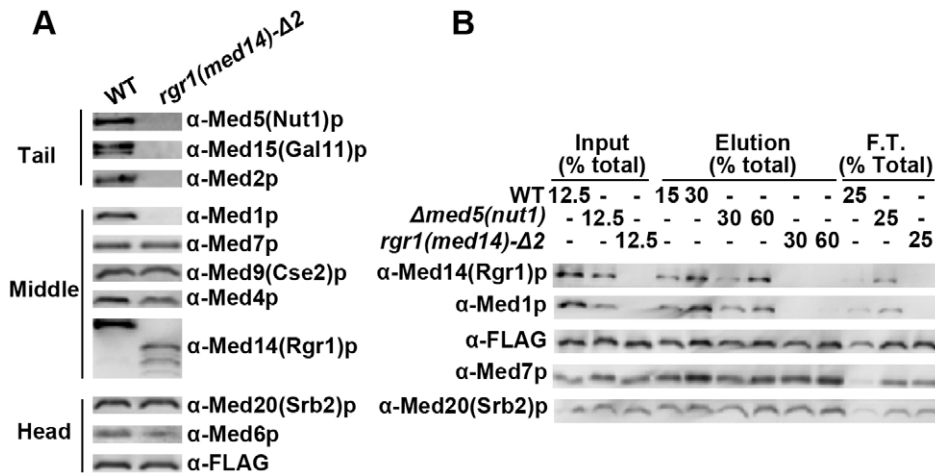 A
WT rgr1(med14)-Δ2
Tail
α-Med5(Nut1)p
α-Med15(Gal11)p
α-Med2p
Middle
α-Med1p
α-Med7p
α-Med9(Cse2)p
α-Med4p
α-Med14(Rgr1)p
Head
α-Med20(Srb2)p
α-Med6p
α-FLAG
B
Input Elution F.T.
(% total) (% total) (% Total)
WT 12.5 - - 15 30 - - - - 25 - -
Δmed5(nut1) - 12.5 - - - 30 60 - - - 25 -
rgr1(med14)-Δ2 - - 12.5 - - - - 30 60 - - 25
α-Med14(Rgr1)p
α-Med1p
α-FLAG
α-Med7p
α-Med20(Srb2)p